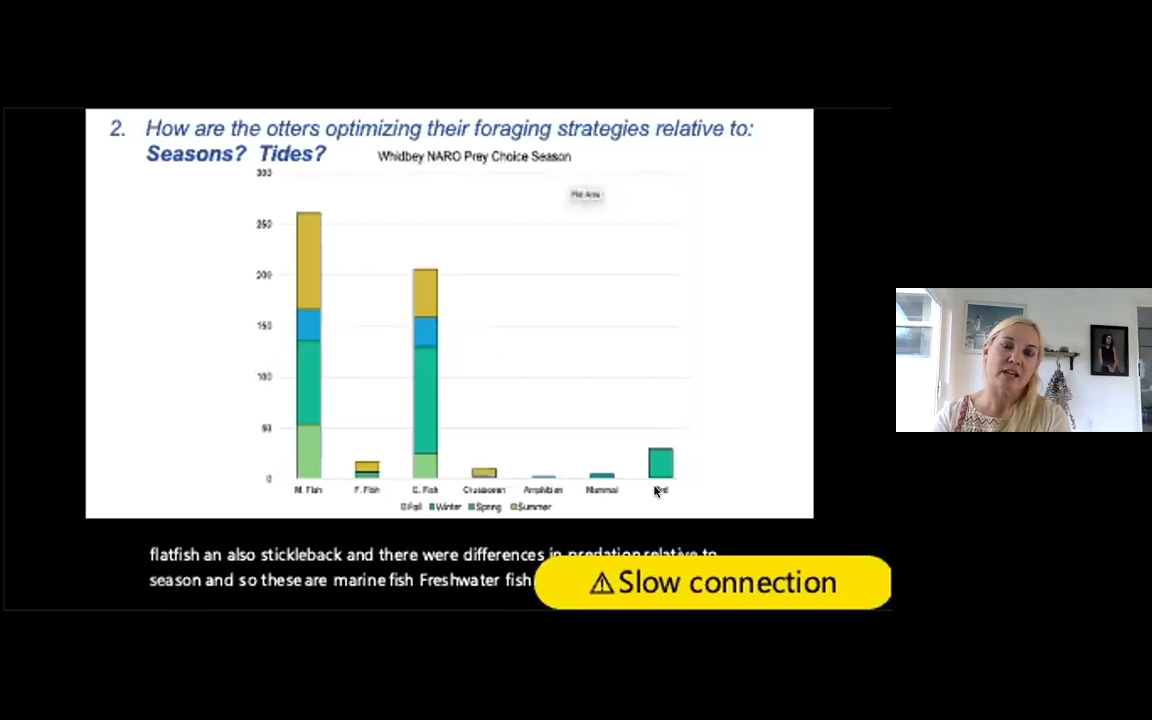 2. How are the otters optimizing their foraging strategies relative to:
Seasons? Tides?
Whidbey NARO Prey Choice Season
300
250
200
150
100
50
0
M. Fish F. Fish G. Fish Crustacean Amphibian Mammal
Fall Winter Spring Summer
flatfish an also stickleback and there were differences in predation relative to
season and so these are marine fish Freshwater fish
⚠Slow connection